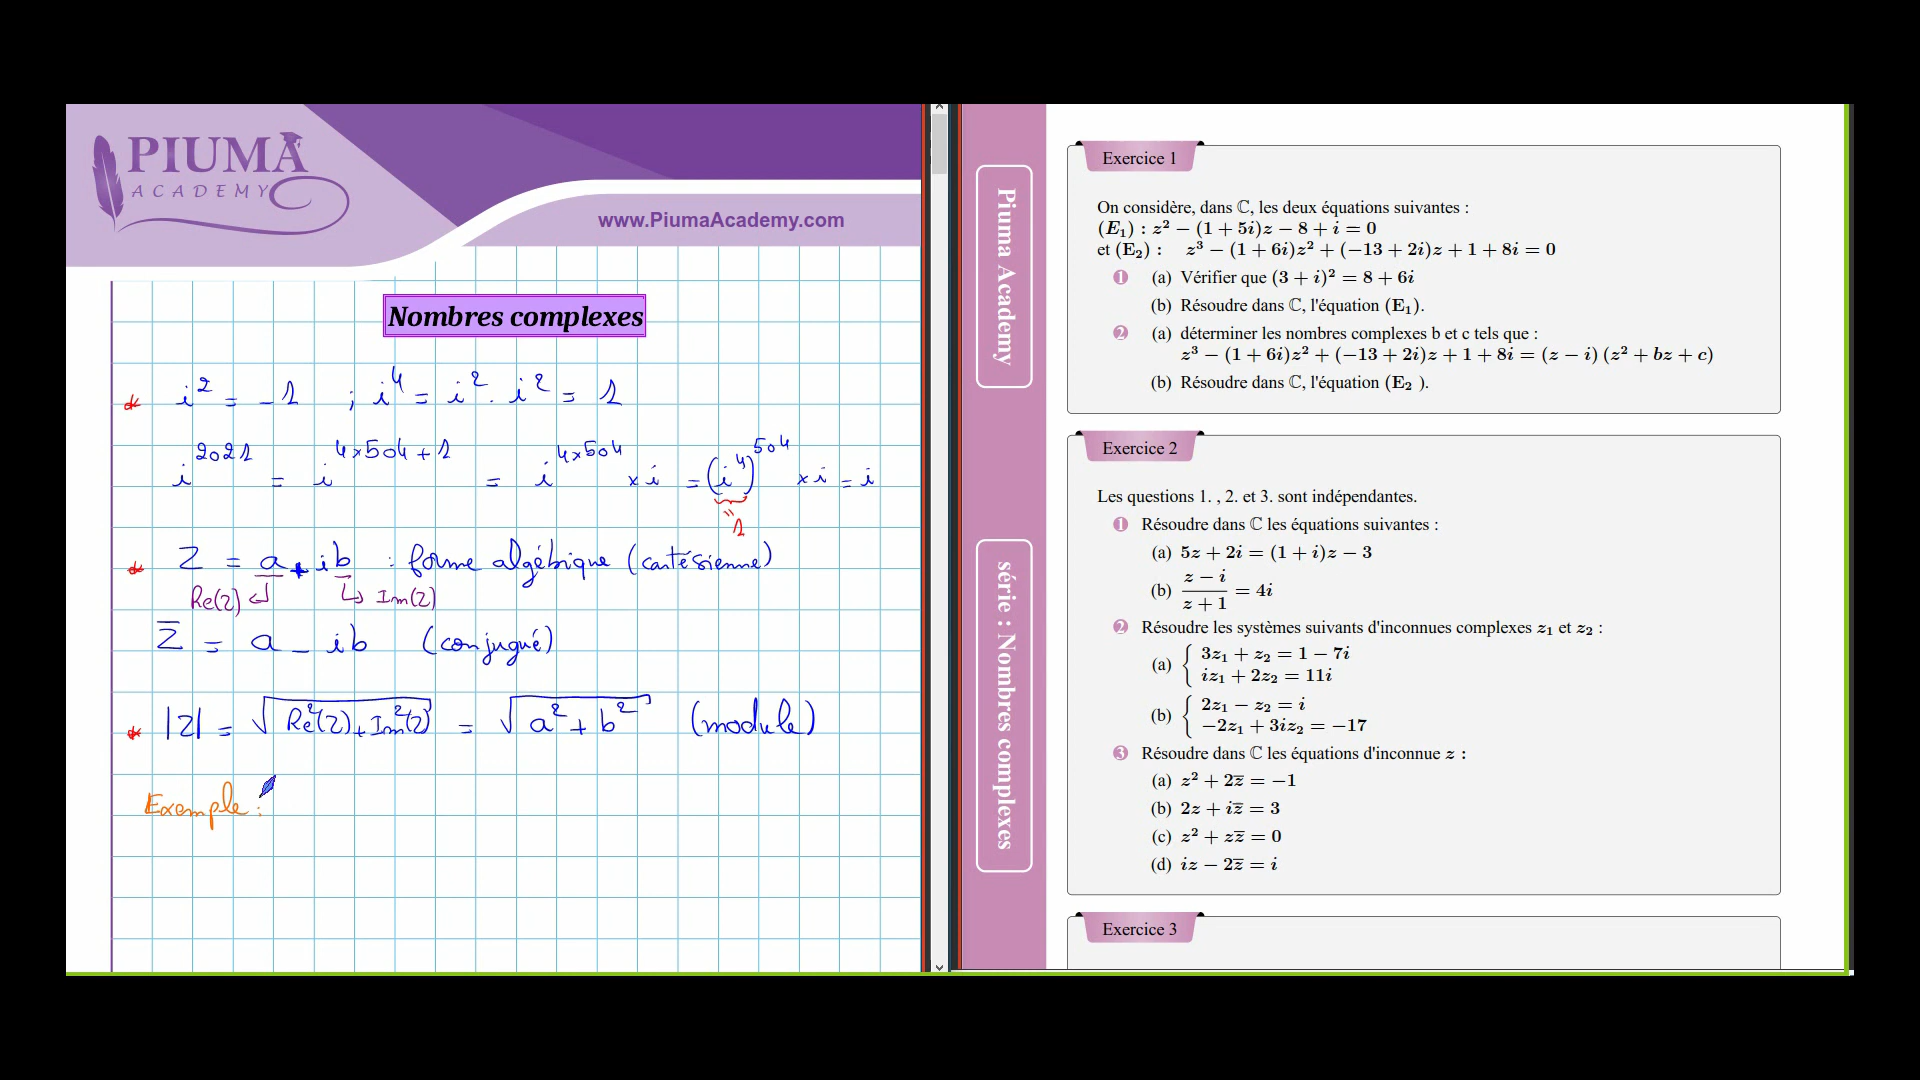 PIUMA
ACADEMY
www.PiumaAcademy.com
Nombres complexes
* i² = -1 ; i⁴ = i² . i² = 1
i²⁰²¹ = i⁴ˣ⁵⁰⁴⁺¹ = i⁴ˣ⁵⁰⁴ × i = (i⁴)⁵⁰⁴ × i = i
" 1
* Z = a + ib : forme algébrique (cartésienne)
Re(Z) ↲ ↳ Im(Z)
Z̅ = a - ib (conjugué)
* |Z| = √(Re²(Z)+Im²(Z)) = √(a²+b²) (module)
Exemple :
Piuma Academy
série : Nombres complexes
Exercice 1
On considère, dans ℂ, les deux équations suivantes :
(E₁) : z² − (1 + 5i)z − 8 + i = 0
et (E₂) : z³ − (1 + 6i)z² + (−13 + 2i)z + 1 + 8i = 0
1 (a) Vérifier que (3 + i)² = 8 + 6i
(b) Résoudre dans ℂ, l'équation (E₁).
2 (a) déterminer les nombres complexes b et c tels que :
z³ − (1 + 6i)z² + (−13 + 2i)z + 1 + 8i = (z − i) (z² + bz + c)
(b) Résoudre dans ℂ, l'équation (E₂ ).
Exercice 2
Les questions 1. , 2. et 3. sont indépendantes.
1 Résoudre dans ℂ les équations suivantes :
(a) 5z + 2i = (1 + i)z − 3
(b) (z − i)/(z + 1) = 4i
2 Résoudre les systèmes suivants d'inconnues complexes z₁ et z₂ :
(a) { 3z₁ + z₂ = 1 − 7i
iz₁ + 2z₂ = 11i
(b) { 2z₁ − z₂ = i
−2z₁ + 3iz₂ = −17
3 Résoudre dans ℂ les équations d'inconnue z :
(a) z² + 2z̅ = −1
(b) 2z + iz̅ = 3
(c) z² + zz̅ = 0
(d) iz − 2z̅ = i
Exercice 3